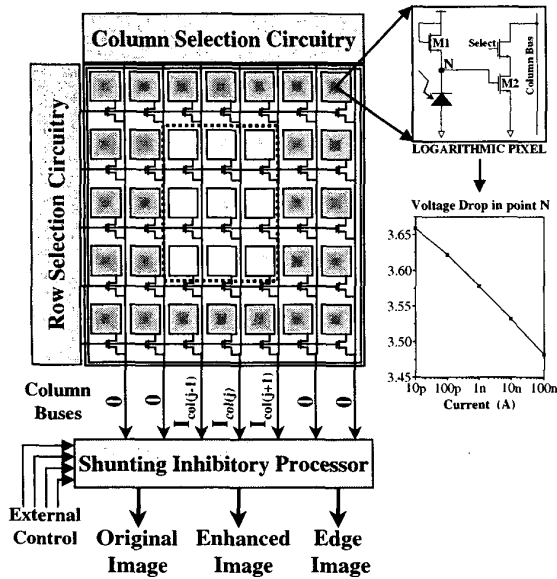 Column Selection Circuitry
Row Selection Circuitry
M1
Select
N
M2
Column Bus
LOGARITHMIC PIXEL
Voltage Drop in point N
3.65
3.60
3.55
3.50
3.45
10p 100p 1n 10n 100n
Current (A)
Column
Buses
0 0 Icol(j-1) Icol(j) Icol(j+1) 0 0
Shunting Inhibitory Processor
External
Control
Original
Image
Enhanced
Image
Edge
Image